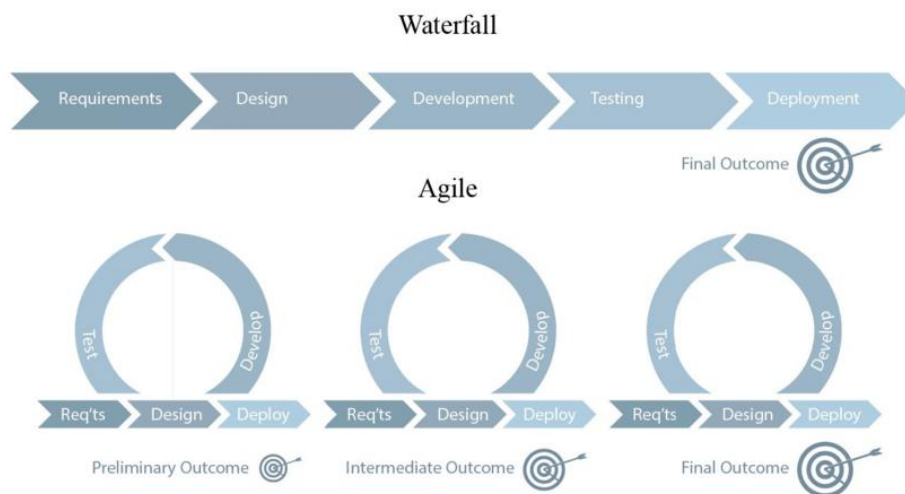 Waterfall
Requirements Design Development Testing Deployment
Final Outcome
Agile
Test Develop Test Develop Test Develop
Req'ts Design Deploy Req'ts Design Deploy Req'ts Design Deploy
Preliminary Outcome Intermediate Outcome Final Outcome